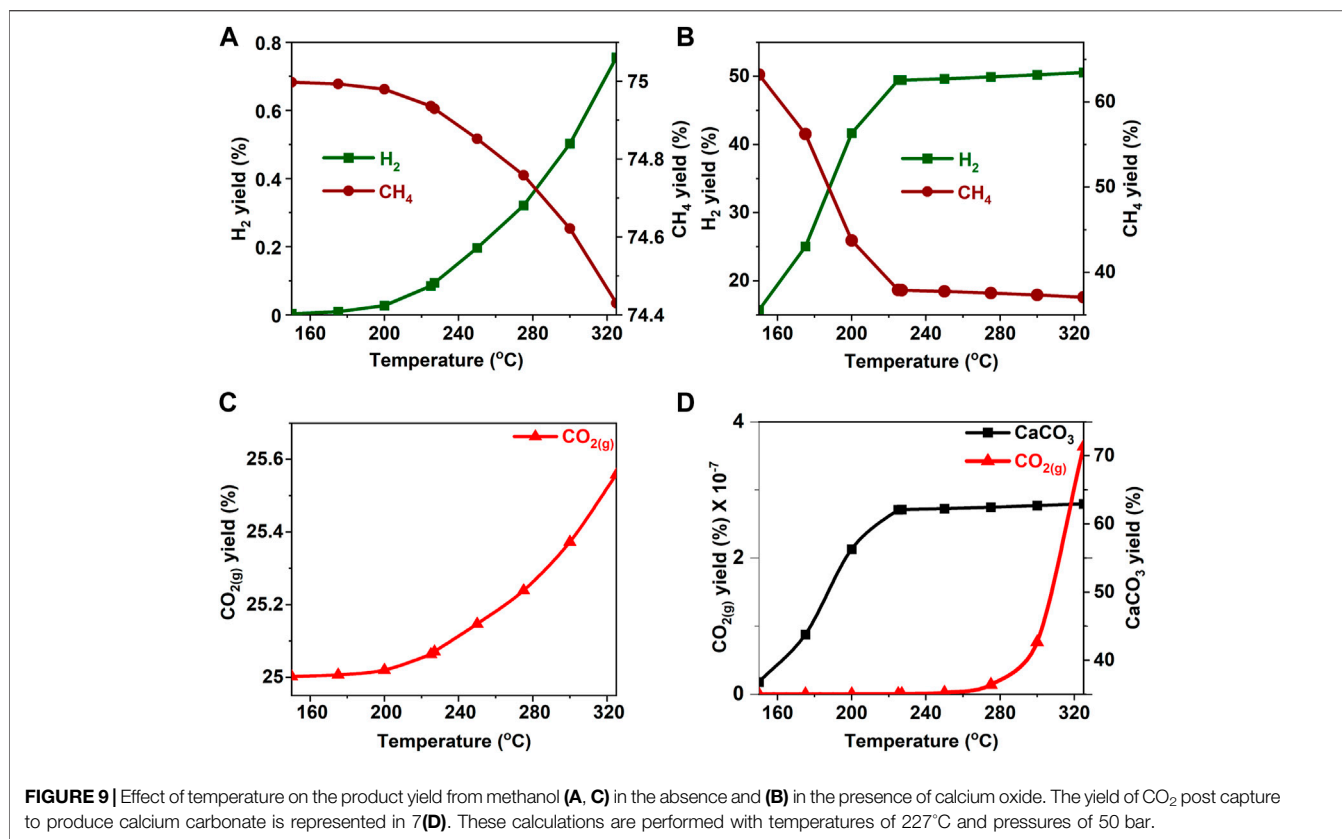 A
0.8
0.6
0.4
0.2
0
H₂ yield (%)
H₂
CH₄
75
74.8
74.6
74.4
CH₄ yield (%)
160 200 240 280 320
Temperature (°C)
B
50
40
30
20
H₂ yield (%)
H₂
CH₄
60
50
40
CH₄ yield (%)
160 200 240 280 320
Temperature (°C)
C
25.6
25.4
25.2
25
CO₂(g) yield (%)
CO₂(g)
160 200 240 280 320
Temperature (°C)
D
4
2
0
CO₂(g) yield (%) X 10⁻⁷
CaCO₃
CO₂(g)
70
60
50
40
CaCO₃ yield (%)
160 200 240 280 320
Temperature (°C)
FIGURE 9 | Effect of temperature on the product yield from methanol (A, C) in the absence and (B) in the presence of calcium oxide. The yield of CO₂ post capture
to produce calcium carbonate is represented in 7(D). These calculations are performed with temperatures of 227°C and pressures of 50 bar.